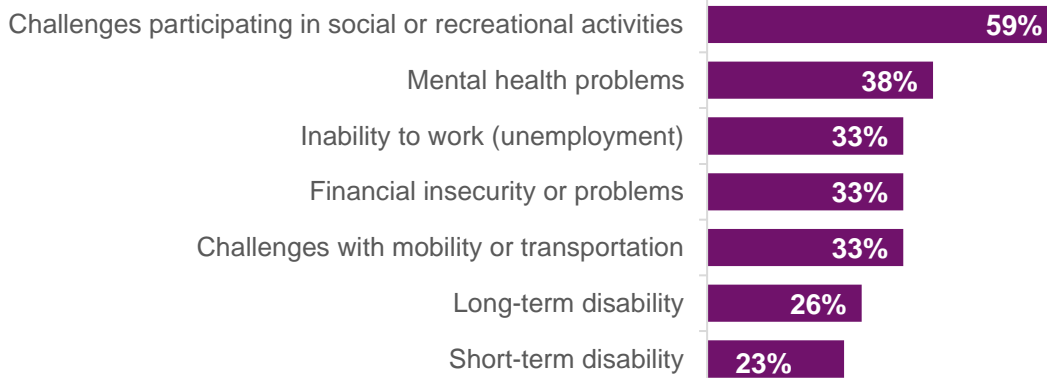 Challenges participating in social or recreational activities 59%
Mental health problems 38%
Inability to work (unemployment) 33%
Financial insecurity or problems 33%
Challenges with mobility or transportation 33%
Long-term disability 26%
Short-term disability 23%